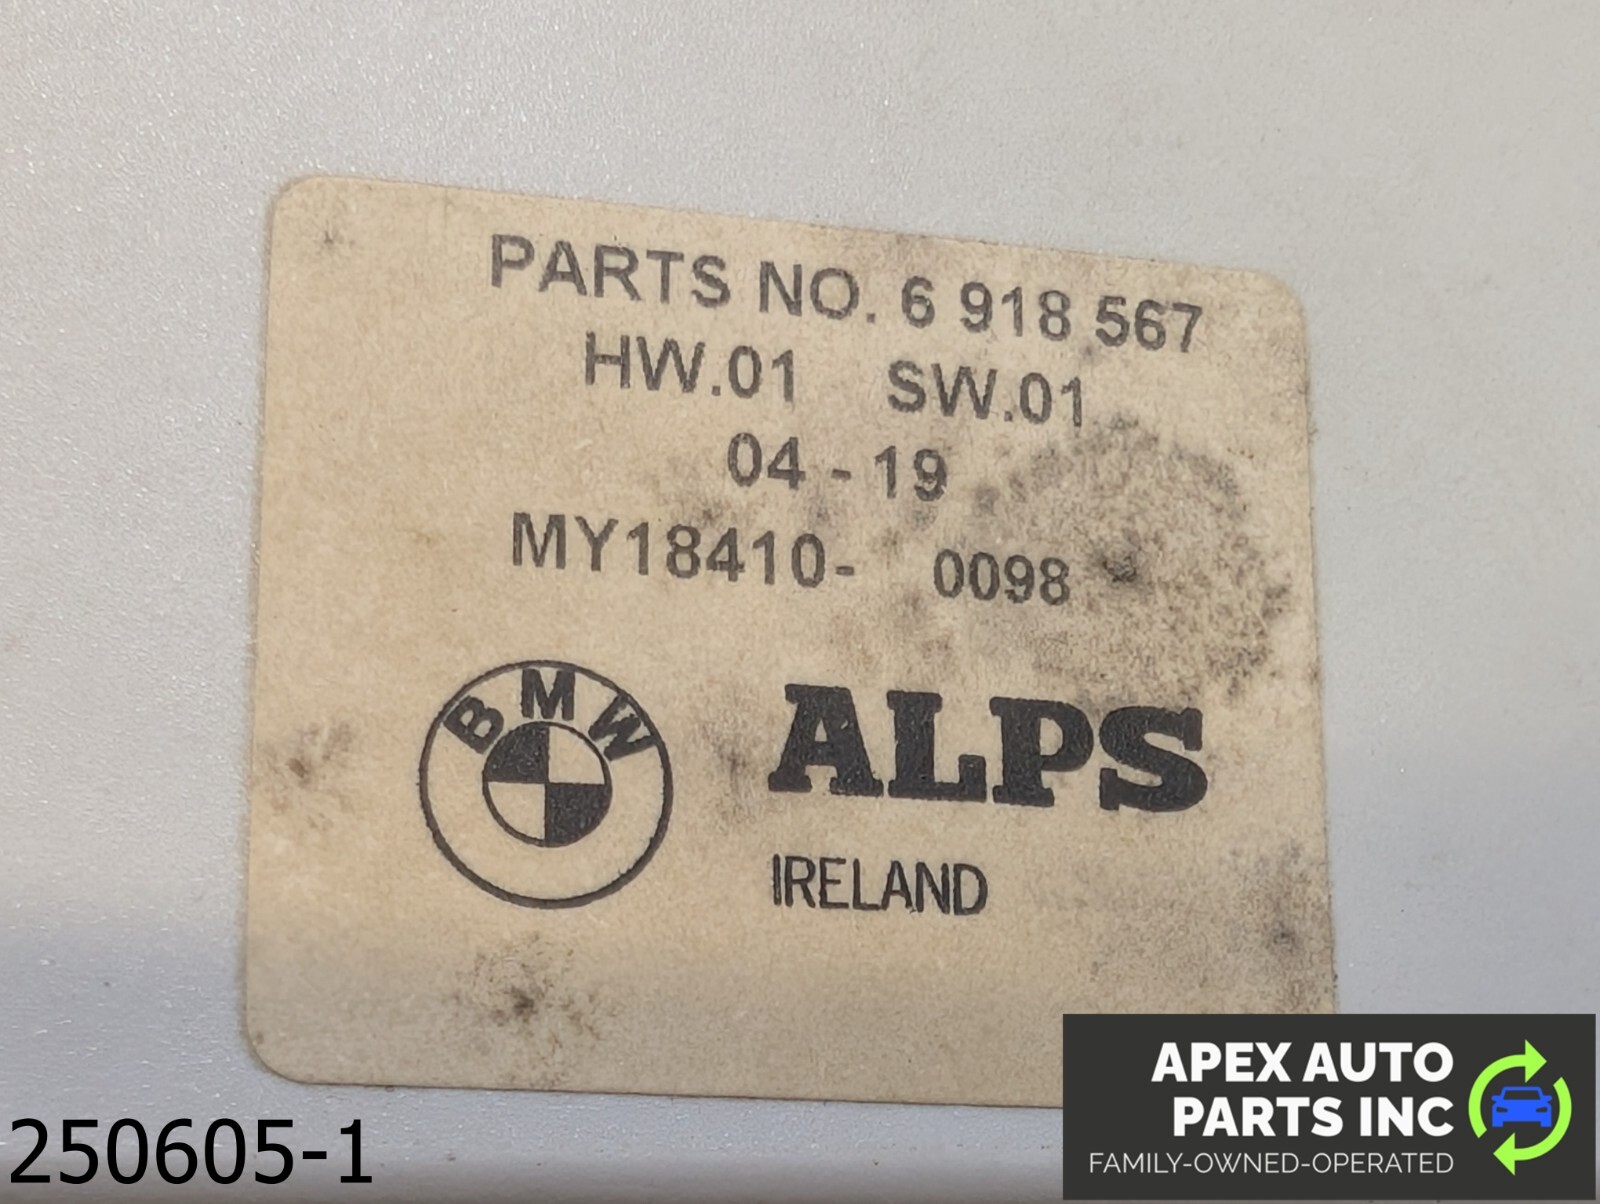 PARTS NO. 6 918 567
HW.01 SW.01
04 - 19
MY18410- 0098
BMW
ALPS
IRELAND
250605-1
APEX AUTO
PARTS INC
FAMILY-OWNED-OPERATED